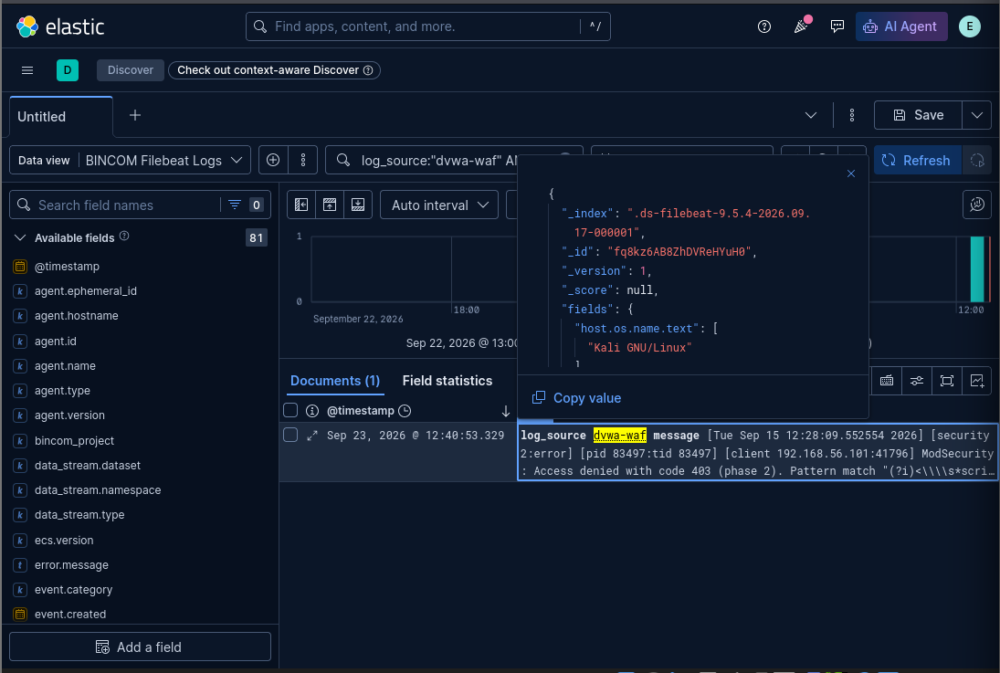 elastic
Find apps, content, and more.
^/
AI Agent
E
D
Discover
Check out context-aware Discover
Untitled
Save
Data view
BINCOM Filebeat Logs
log_source:"dvwa-waf"
Refresh
Search field names
0
Auto interval
Available fields
81
@timestamp
k agent.ephemeral_id
k agent.hostname
k agent.id
k agent.name
k agent.type
k agent.version
k bincom_project
k data_stream.dataset
k data_stream.namespace
k data_stream.type
k ecs.version
t error.message
k event.category
event.created
Add a field
1
0
18:00
September 22, 2026
12:00
Sep 22, 2026 @ 13:00
)
{
"_index": ".ds-filebeat-9.5.4-2026.09.
17-000001",
"_id": "fq8kz6AB8ZhDVReHYuH0",
"_version": 1,
"_score": null,
"fields": {
"host.os.name.text": [
"Kali GNU/Linux"
]
Copy value
Documents (1)
Field statistics
@timestamp
Sep 23, 2026 @ 12:40:53.329
log_source dvwa-waf message [Tue Sep 15 12:28:09.552554 2026] [security
2:error] [pid 83497:tid 83497] [client 192.168.56.101:41796] ModSecurity
: Access denied with code 403 (phase 2). Pattern match "(?i)<\\\\s*scri…